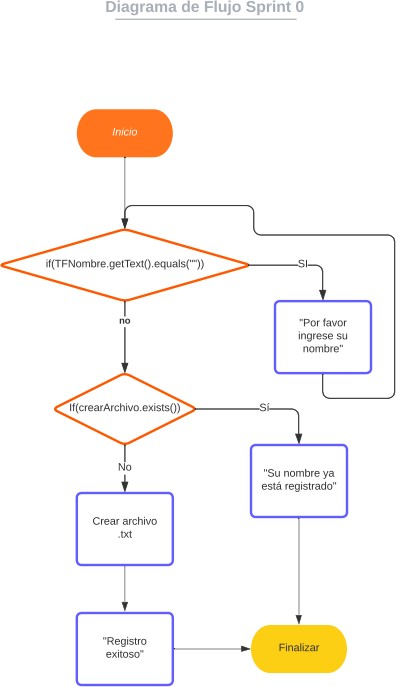 Diagrama de Flujo Sprint 0
Inicio
if(TFNombre.getText().equals(""))
SI
"Por favor
ingrese su
nombre"
no
If(crearArchivo.exists())
Sí
"Su nombre ya
está registrado"
No
Crear archivo
.txt
"Registro
exitoso"
Finalizar